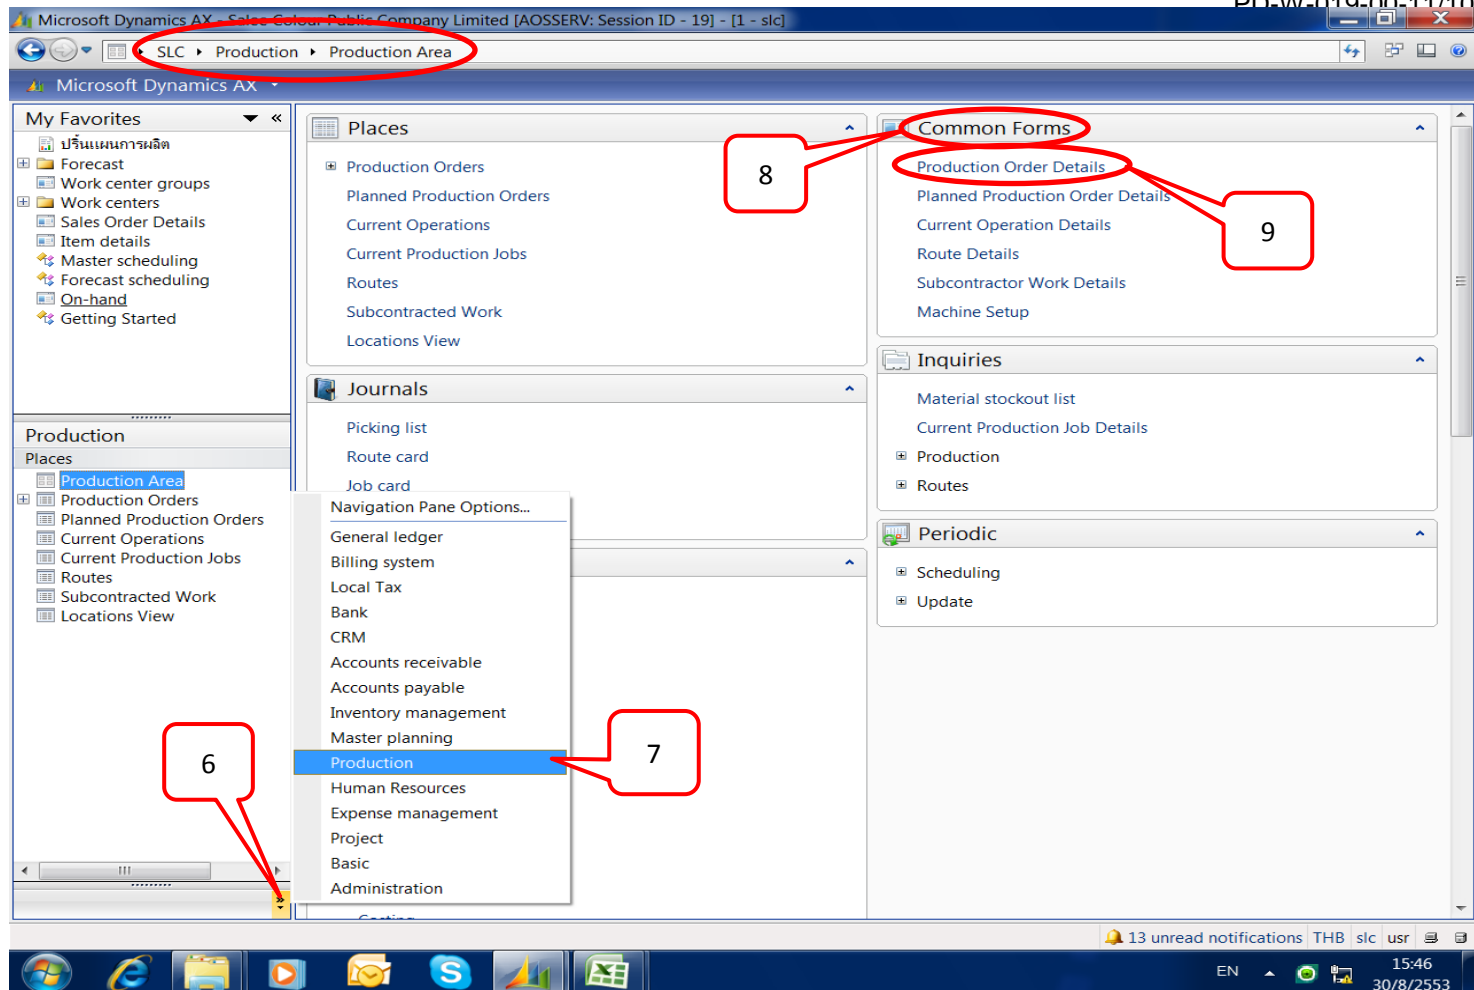 PD-W-019-00-11/10
Microsoft Dynamics AX - Salee Colour Public Company Limited [AOSSERV: Session ID - 19] - [1 - slc]
SLC Production Production Area
Microsoft Dynamics AX
My Favorites
ปริ้นแผนการผลิต
Forecast
Work center groups
Work centers
Sales Order Details
Item details
Master scheduling
Forecast scheduling
On-hand
Getting Started
Production
Places
Production Area
Production Orders
Planned Production Orders
Current Operations
Current Production Jobs
Routes
Subcontracted Work
Locations View
6
Places
Production Orders
Planned Production Orders
Current Operations
Current Production Jobs
Routes
Subcontracted Work
Locations View
8
Journals
Picking list
Route card
Job card
Navigation Pane Options...
General ledger
Billing system
Local Tax
Bank
CRM
Accounts receivable
Accounts payable
Inventory management
Master planning
Production
Human Resources
Expense management
Project
Basic
Administration
7
Costing
Common Forms
Production Order Details
Planned Production Order Details
Current Operation Details
Route Details
Subcontractor Work Details
Machine Setup
9
Inquiries
Material stockout list
Current Production Job Details
Production
Routes
Periodic
Scheduling
Update
13 unread notifications THB slc usr
EN
15:46
30/8/2553